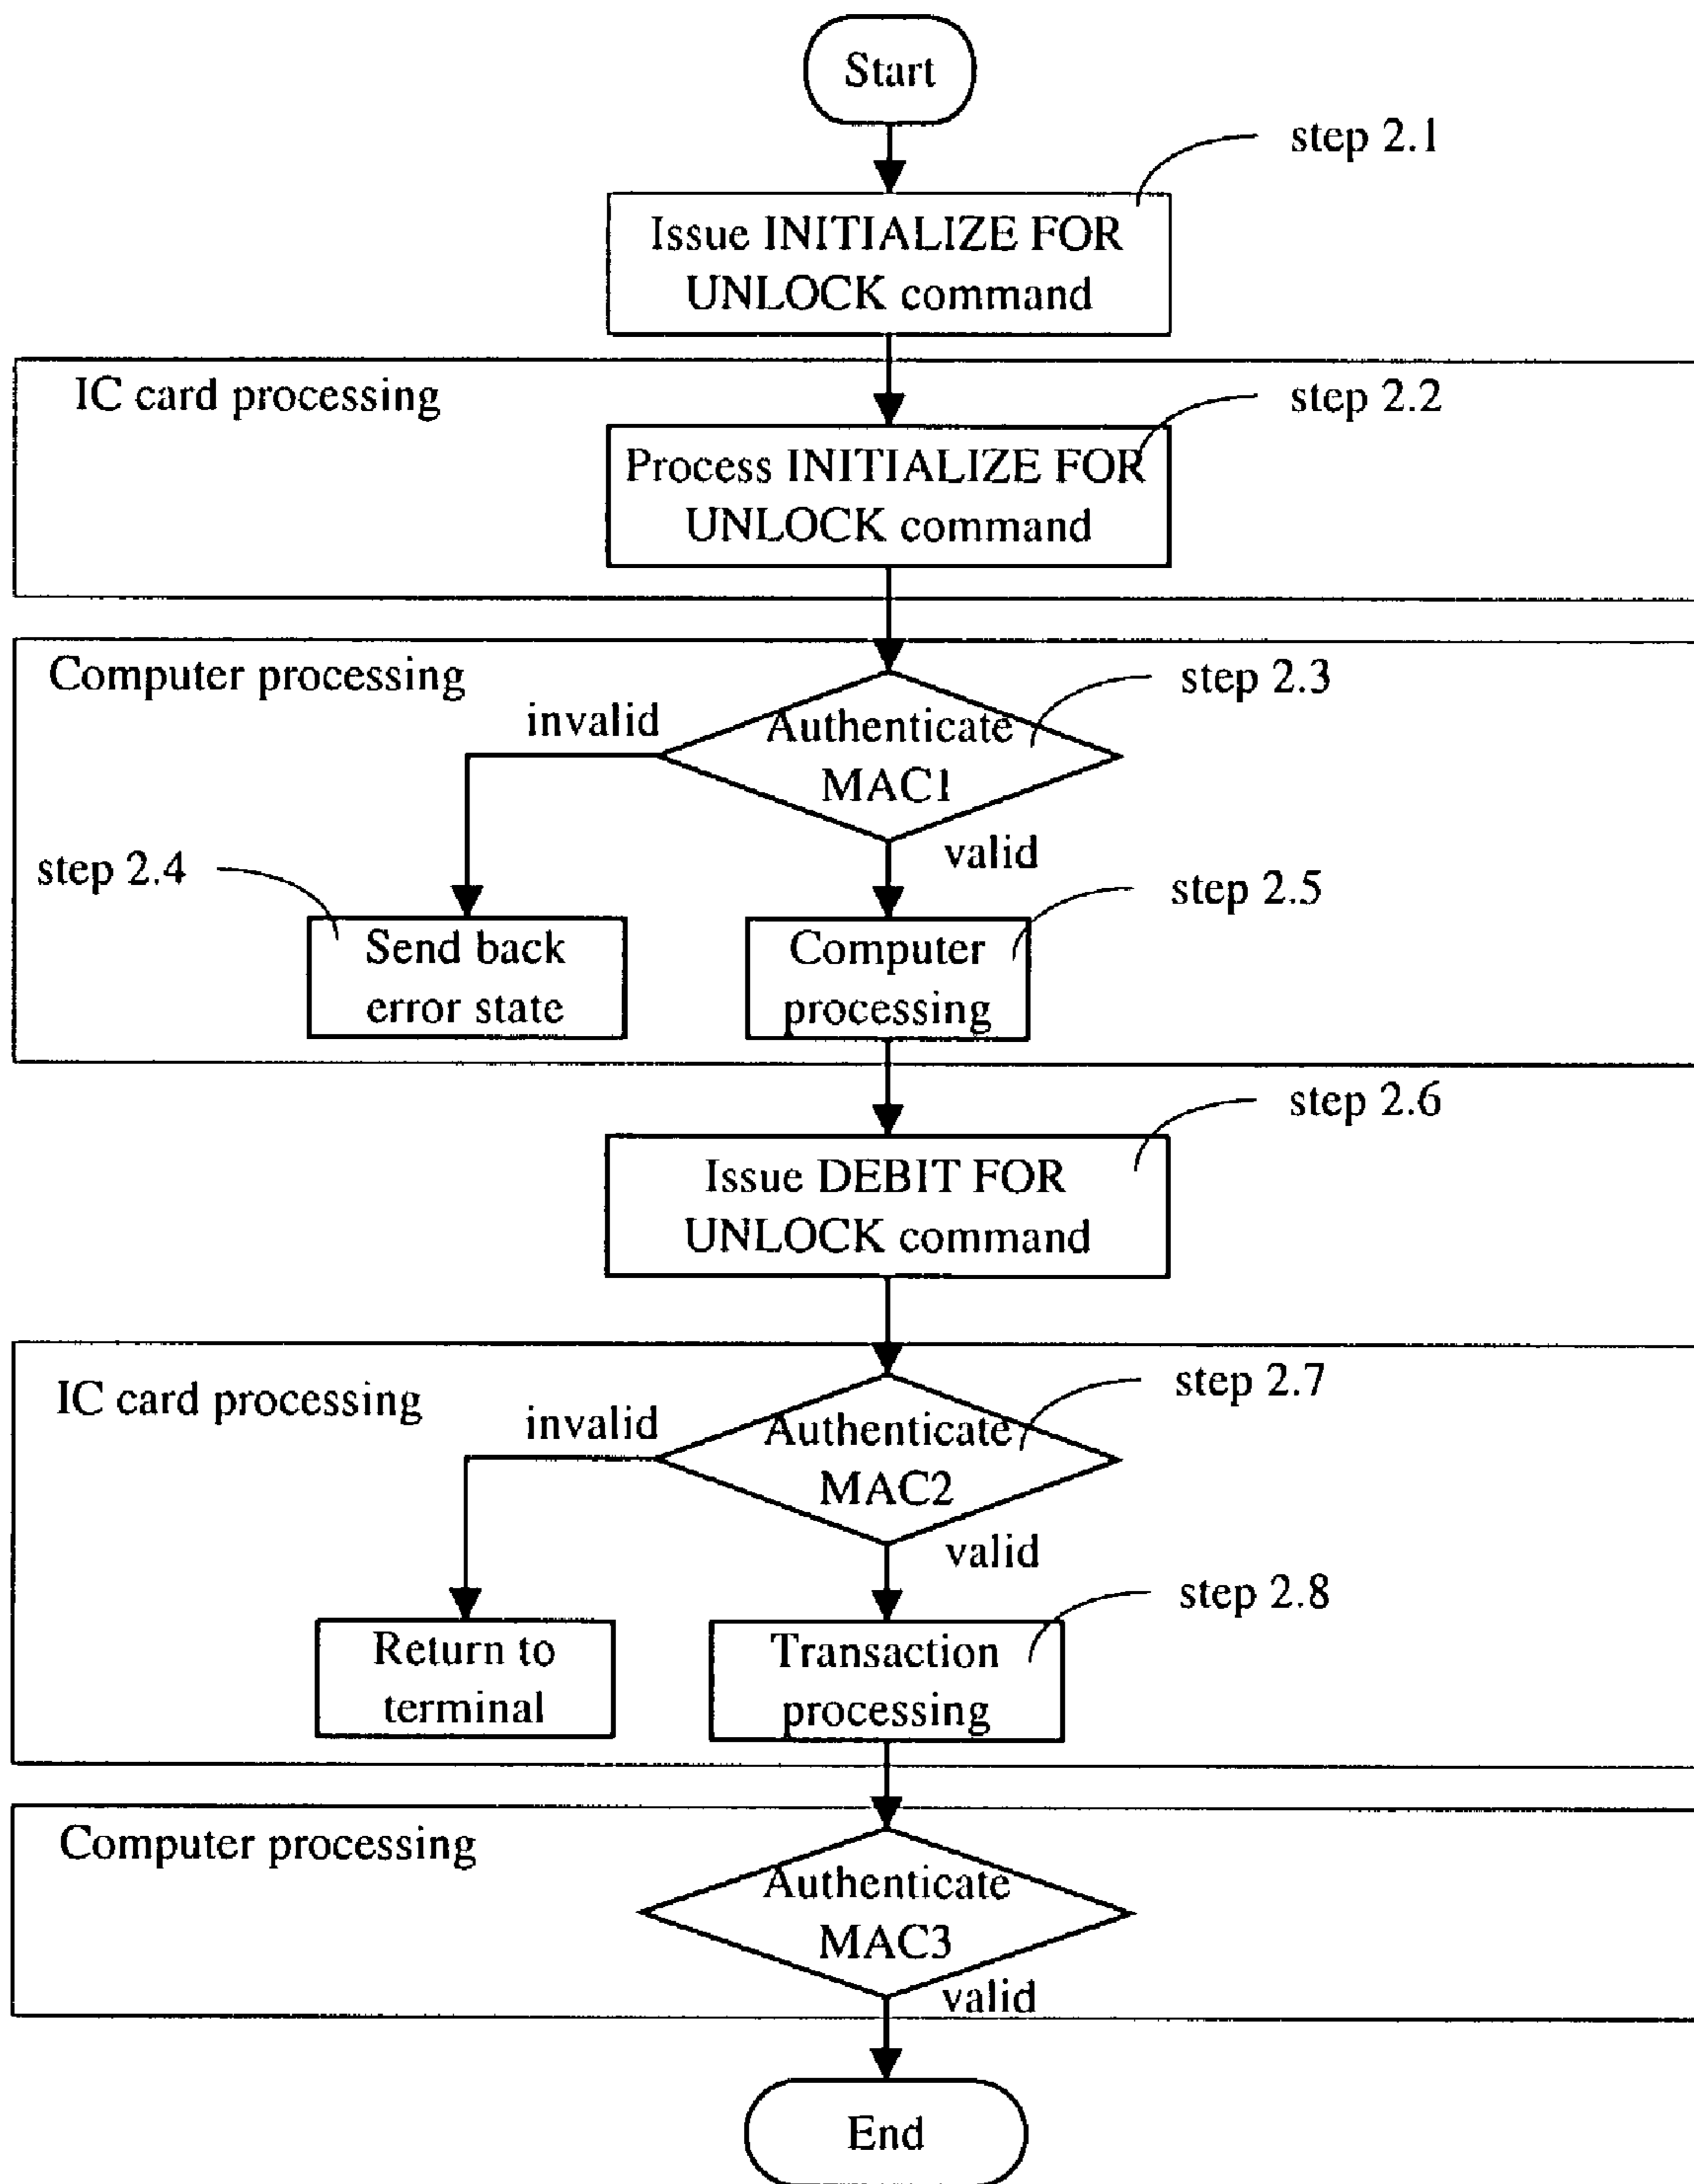 Start
step 2.1
Issue INITIALIZE FOR
UNLOCK command
IC card processing
step 2.2
Process INITIALIZE FOR
UNLOCK command
Computer processing
step 2.3
invalid
Authenticate
MAC1
valid
step 2.4
step 2.5
Send back
error state
Computer
processing
step 2.6
Issue DEBIT FOR
UNLOCK command
IC card processing
step 2.7
invalid
Authenticate
MAC2
valid
step 2.8
Return to
terminal
Transaction
processing
Computer processing
Authenticate
MAC3
valid
End